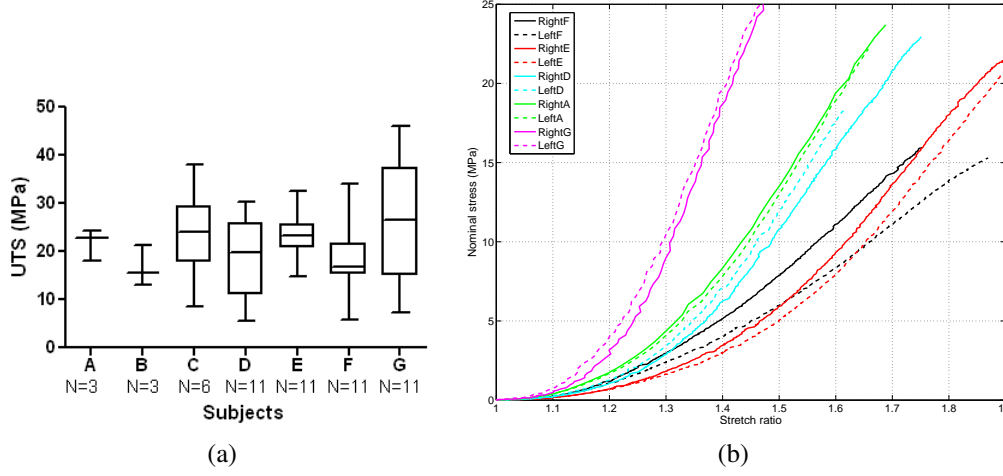 50
40
30
20
10
0
UTS (MPa)
A B C D E F G
N=3 N=3 N=6 N=11 N=11 N=11 N=11
Subjects
(a)
25
20
15
10
5
0
Nominal stress (MPa)
RightF
LeftF
RightE
LeftE
RightD
LeftD
RightA
LeftA
RightG
LeftG
1 1.1 1.2 1.3 1.4 1.5 1.6 1.7 1.8 1.9
Stretch ratio
(b)